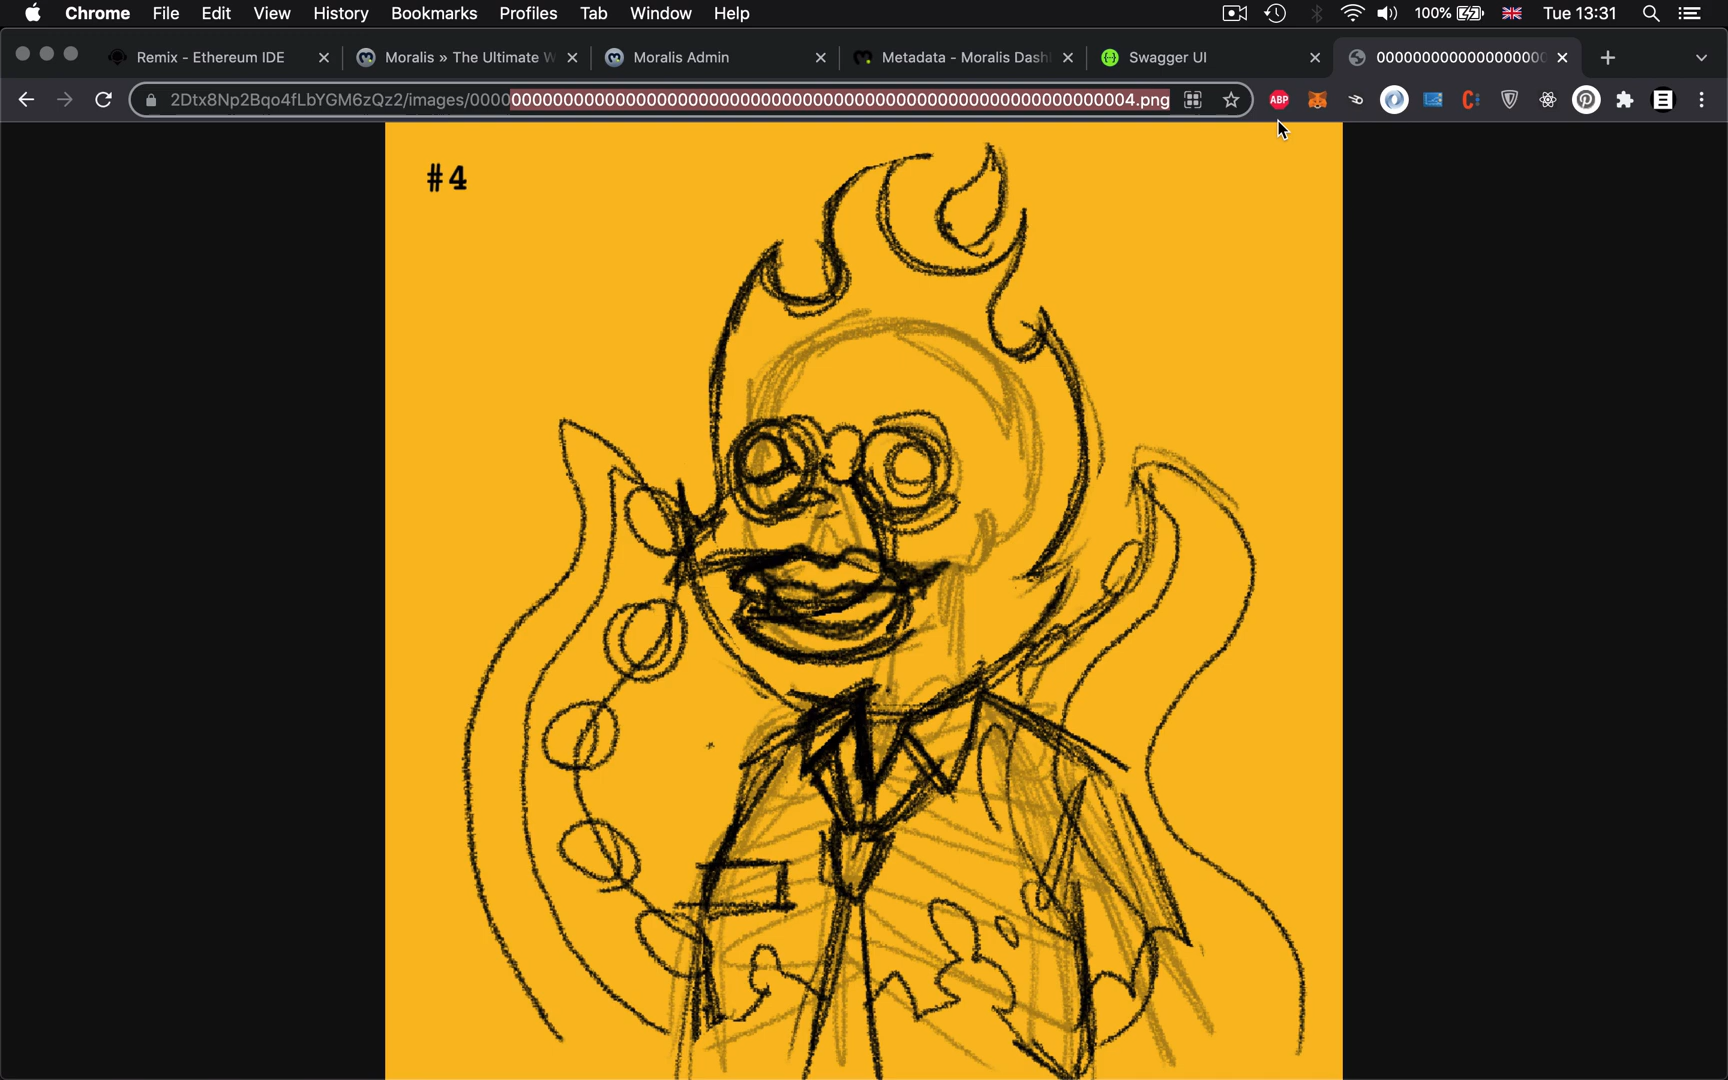 Chrome File Edit View History Bookmarks Profiles Tab Window Help 100% Tue 13:31
Remix - Ethereum IDE Moralis » The Ultimate W Moralis Admin Metadata - Moralis Dash Swagger UI
2Dtx8Np2Bqo4fLbYGM6zQz2/images/0000000000000000000000000000000000000000000000000000000000000004.png ABP
#4